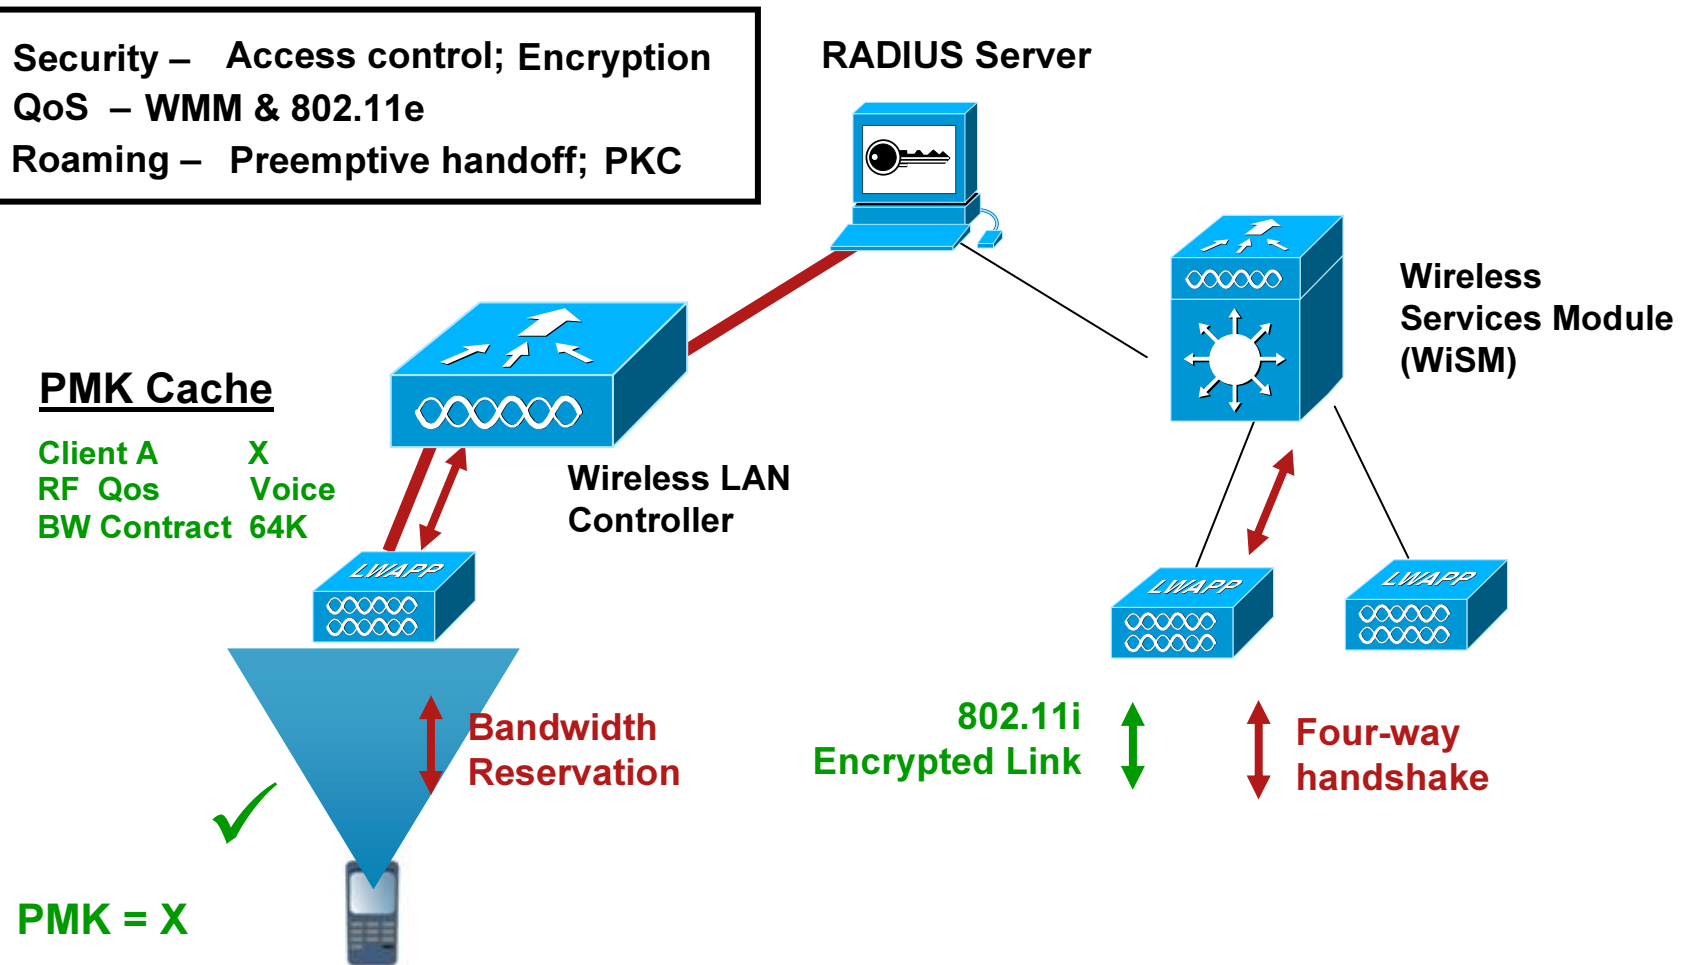 Security – Access control; Encryption
QoS – WMM & 802.11e
Roaming – Preemptive handoff; PKC
RADIUS Server
Wireless
Services Module
(WiSM)
PMK Cache
Client A X
RF Qos Voice
BW Contract 64K
Wireless LAN
Controller
LWAPP
LWAPP
LWAPP
Bandwidth
Reservation
802.11i
Encrypted Link
Four-way
handshake
PMK = X